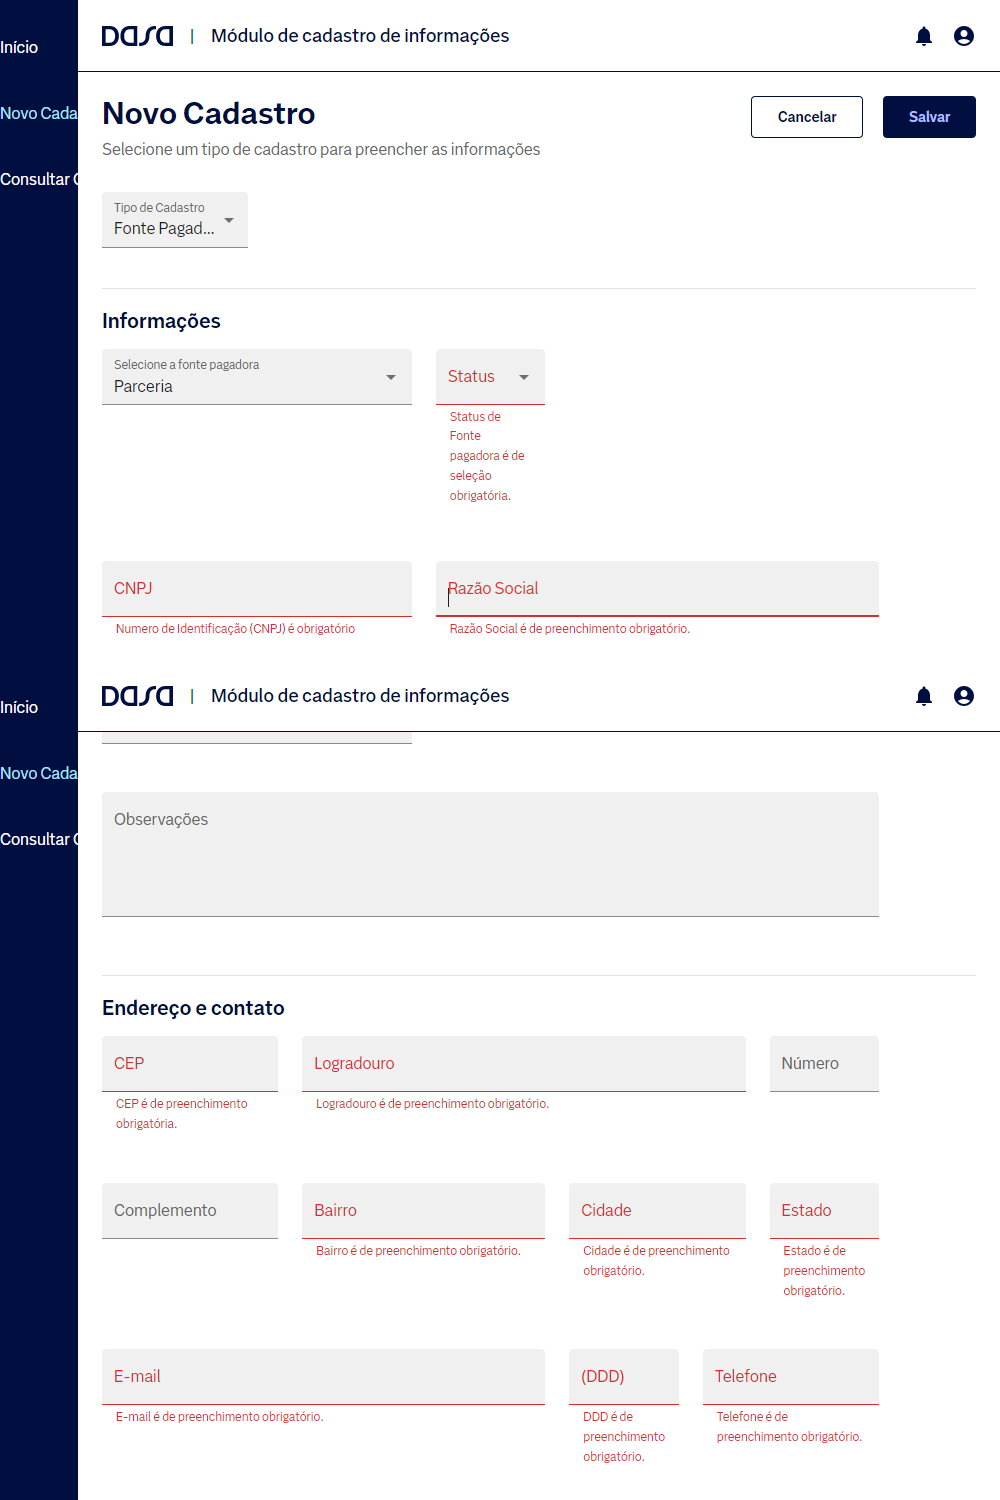 Início
Novo Cada
Consultar C
Dasa | Módulo de cadastro de informações
Novo Cadastro
Cancelar
Salvar
Selecione um tipo de cadastro para preencher as informações
Tipo de Cadastro
Fonte Pagad...
Informações
Selecione a fonte pagadora
Parceria
Status
Status de
Fonte
pagadora é de
seleção
obrigatória.
CNPJ
Numero de Identificação (CNPJ) é obrigatório
Razão Social
Razão Social é de preenchimento obrigatório.
Início
Novo Cada
Consultar C
Dasa | Módulo de cadastro de informações
Observações
Endereço e contato
CEP
CEP é de preenchimento
obrigatória.
Logradouro
Logradouro é de preenchimento obrigatório.
Número
Complemento
Bairro
Bairro é de preenchimento obrigatório.
Cidade
Cidade é de preenchimento
obrigatório.
Estado
Estado é de
preenchimento
obrigatório.
E-mail
E-mail é de preenchimento obrigatório.
(DDD)
DDD é de
preenchimento
obrigatório.
Telefone
Telefone é de
preenchimento obrigatório.